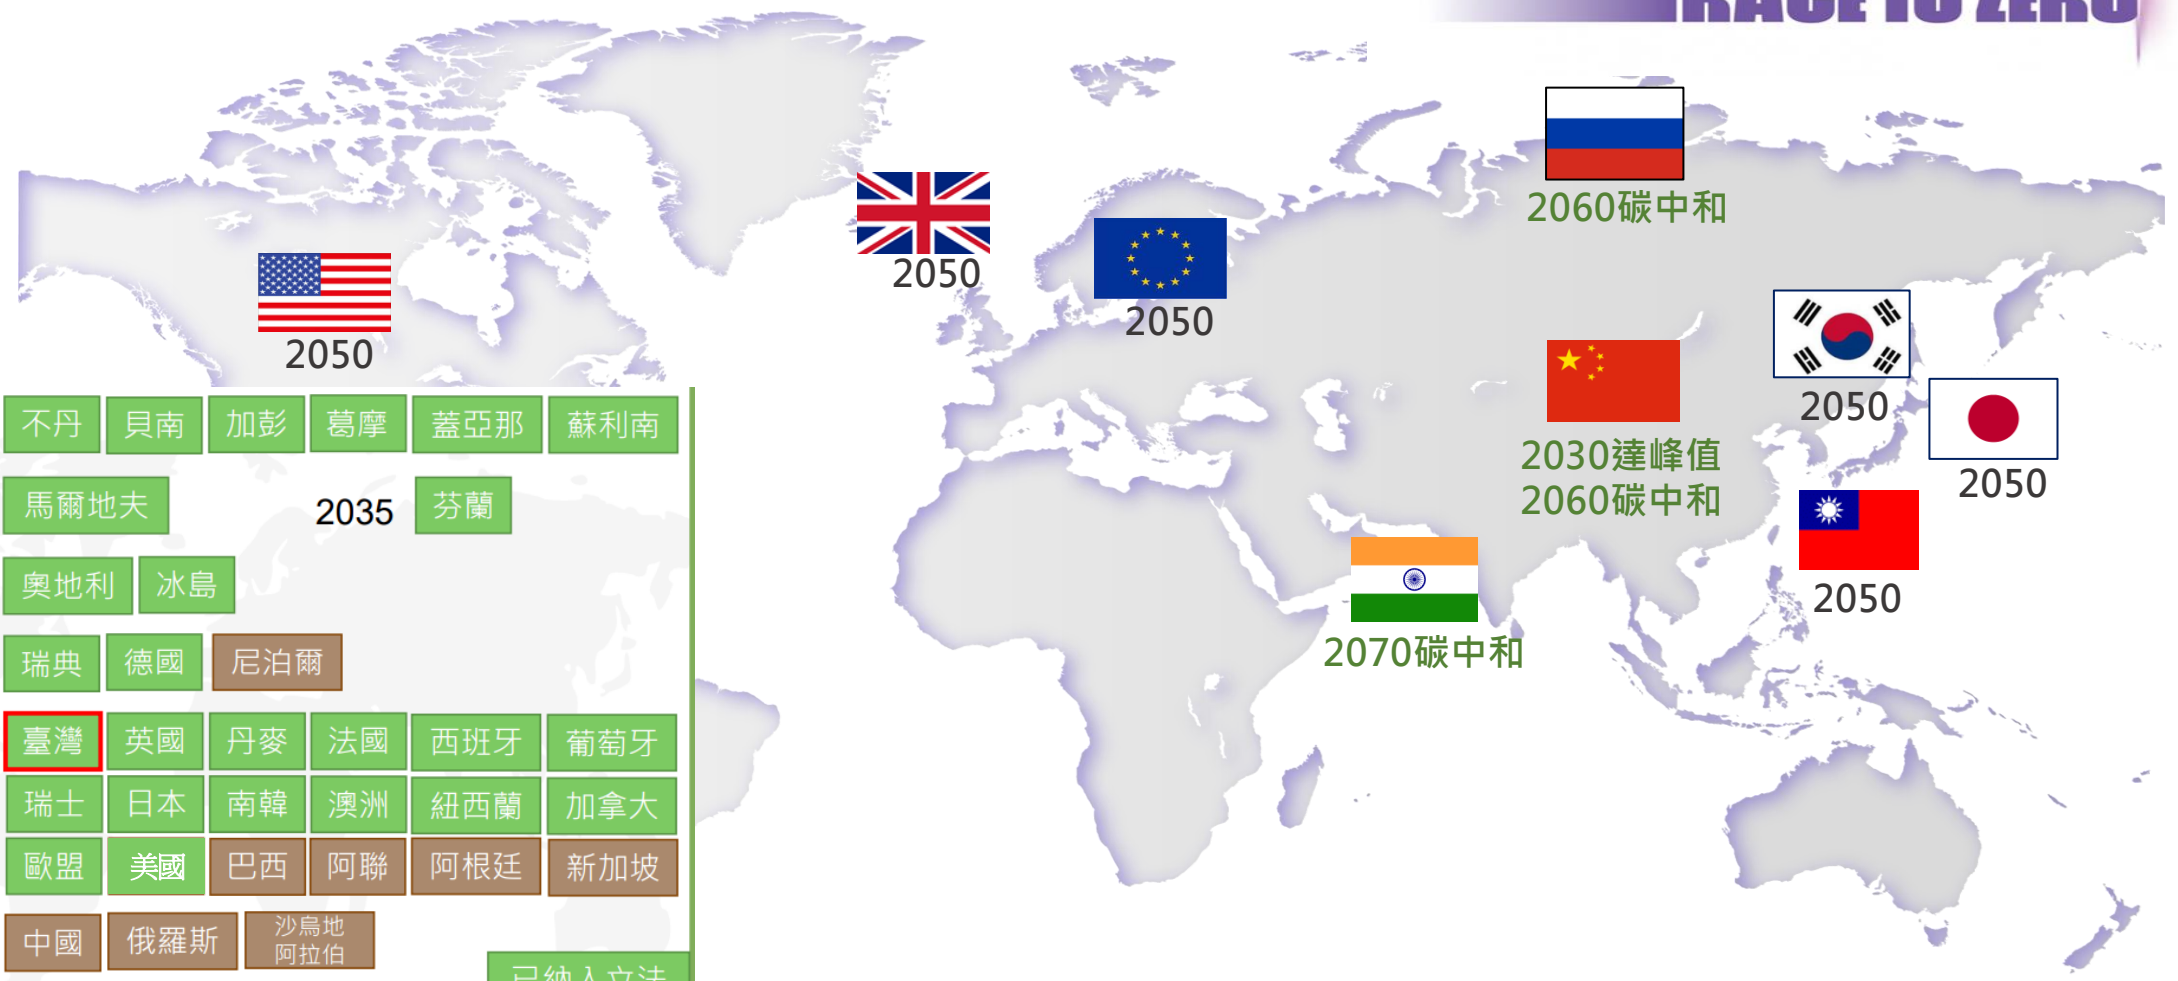 RACE TO ZERO
2060碳中和
2050
2050
2050
2050
2030達峰值
2060碳中和
2050
2050
2070碳中和
不丹 貝南 加彭 葛摩 蓋亞那 蘇利南
馬爾地夫 2035 芬蘭
奧地利 冰島
瑞典 德國 尼泊爾
臺灣 英國 丹麥 法國 西班牙 葡萄牙
瑞士 日本 南韓 澳洲 紐西蘭 加拿大
歐盟 美國 巴西 阿聯 阿根廷 新加坡
中國 俄羅斯 沙烏地
阿拉伯
已納入立法